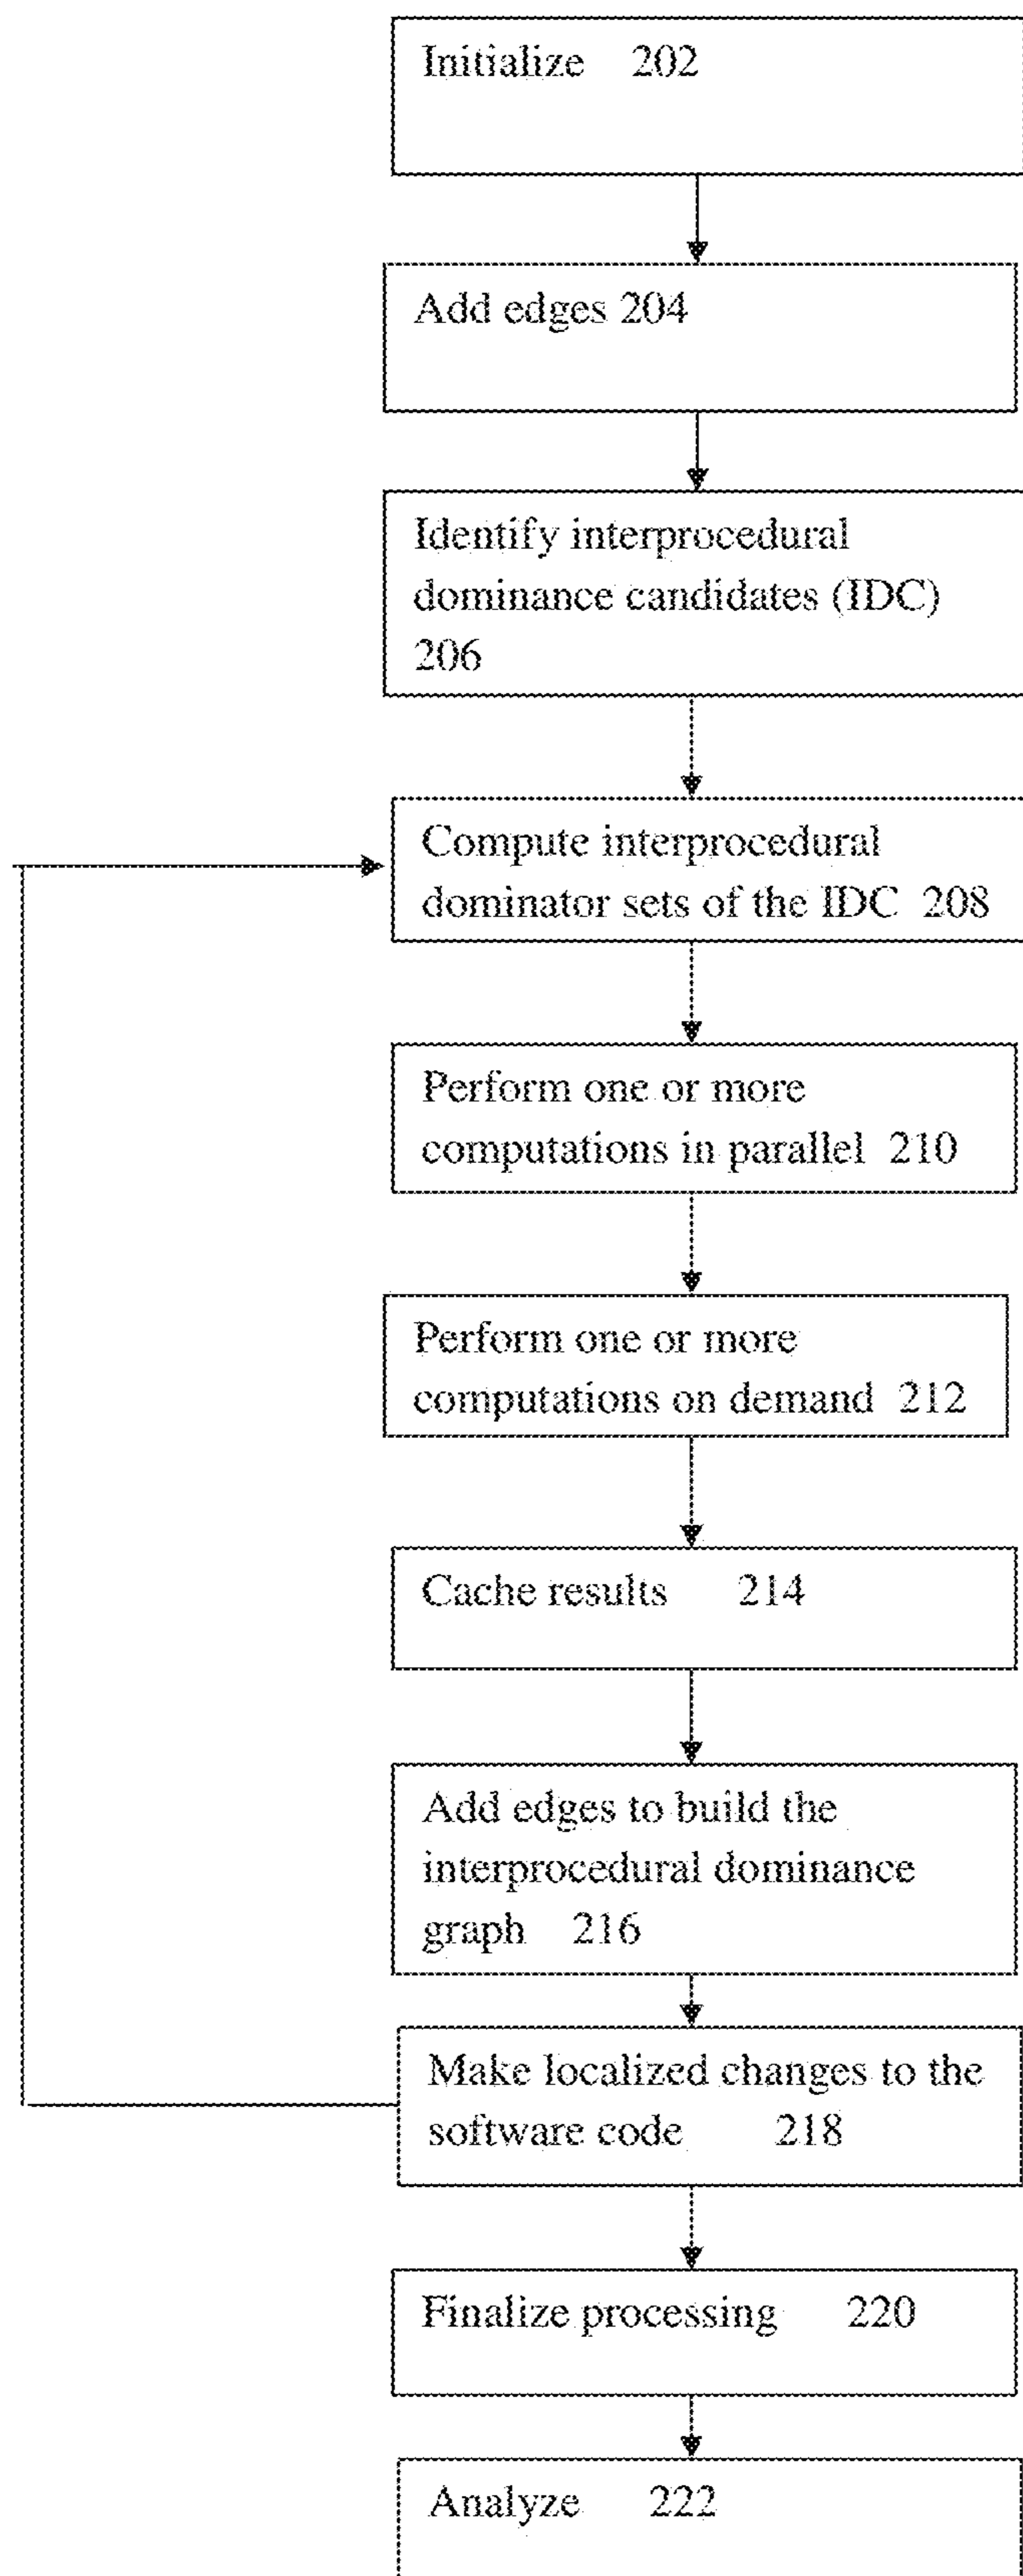 Initialize 202
Add edges 204
Identify interprocedural
dominance candidates (IDC)
206
Compute interprocedural
dominator sets of the IDC 208
Perform one or more
computations in parallel 210
Perform one or more
computations on demand 212
Cache results 214
Add edges to build the
interprocedural dominance
graph 216
Make localized changes to the
software code 218
Finalize processing 220
Analyze 222